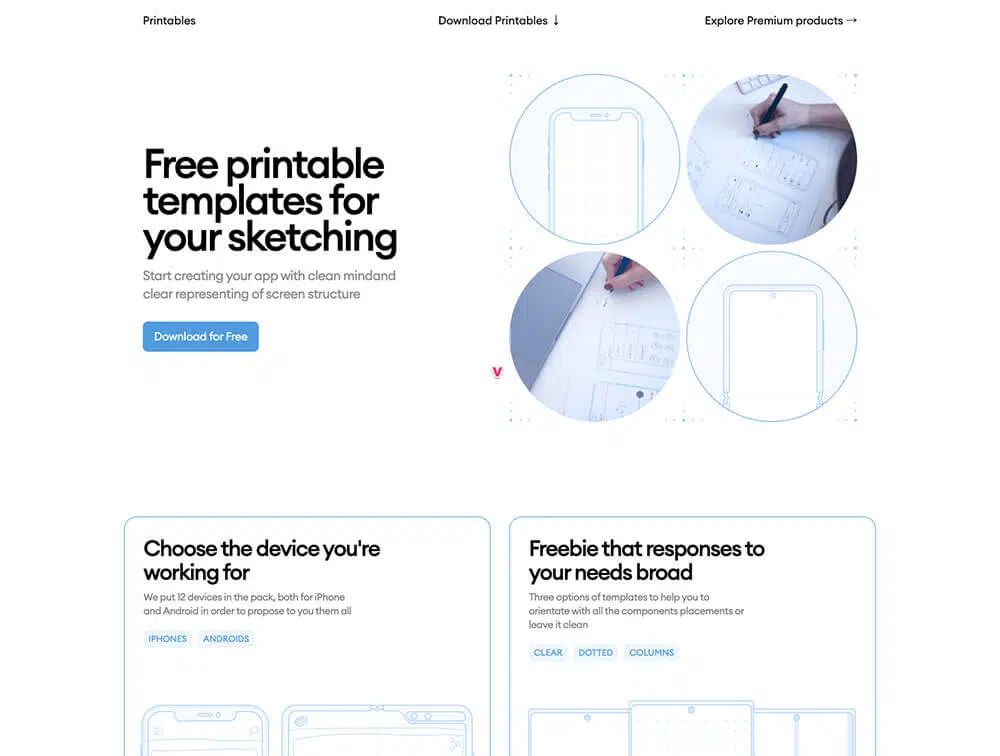 Printables
Download Printables ↓
Explore Premium products →
Free printable
templates for
your sketching
Start creating your app with clean mindand
clear representing of screen structure
Download for Free
V
Choose the device you're
working for
We put 12 devices in the pack, both for iPhone
and Android in order to propose to you them all
IPHONES ANDROIDS
Freebie that responses to
your needs broad
Three options of templates to help you to
orientate with all the components placements or
leave it clean
CLEAR DOTTED COLUMNS